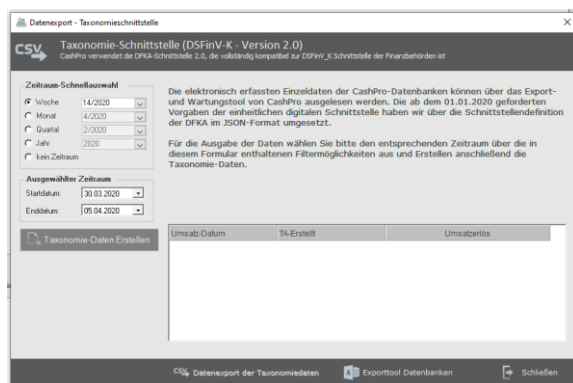 Datenexport - Taxonomieschnittstelle
CSV
Taxonomie-Schnittstelle (DSFinV-K - Version 2.0)
CashPro verwendet die DFKA-Schnittstelle 2.0, die vollständig kompatibel zur DSFinV_K Schnittstelle der Finanzbehörden ist
Zeitraum-Schnellauswahl
Woche 14/2020
Monat 4/2020
Quartal 2/2020
Jahr 2020
kein Zeitraum
Ausgewählter Zeitraum
Startdatum: 30.03.2020
Enddatum: 05.04.2020
Taxonomie-Daten Erstellen
Die elektronisch erfassten Einzeldaten der CashPro-Datenbanken können über das Export-
und Wartungstool von CashPro ausgelesen werden. Die ab dem 01.01.2020 geforderten
Vorgaben der einheitlichen digitalen Schnittstelle haben wir über die Schnittstellendefinition
der DFKA im JSON-Format umgesetzt.
Für die Ausgabe der Daten wählen Sie bitte den entsprechenden Zeitraum über die in
diesem Formular enthaltenen Filtermöglichkeiten aus und Erstellen anschließend die
Taxonomie-Daten.
Umsatz-Datum TA-Erstellt Umsatzerlös
CSV Datenexport der Taxonomiedaten
Exporttool Datenbanken
Schließen